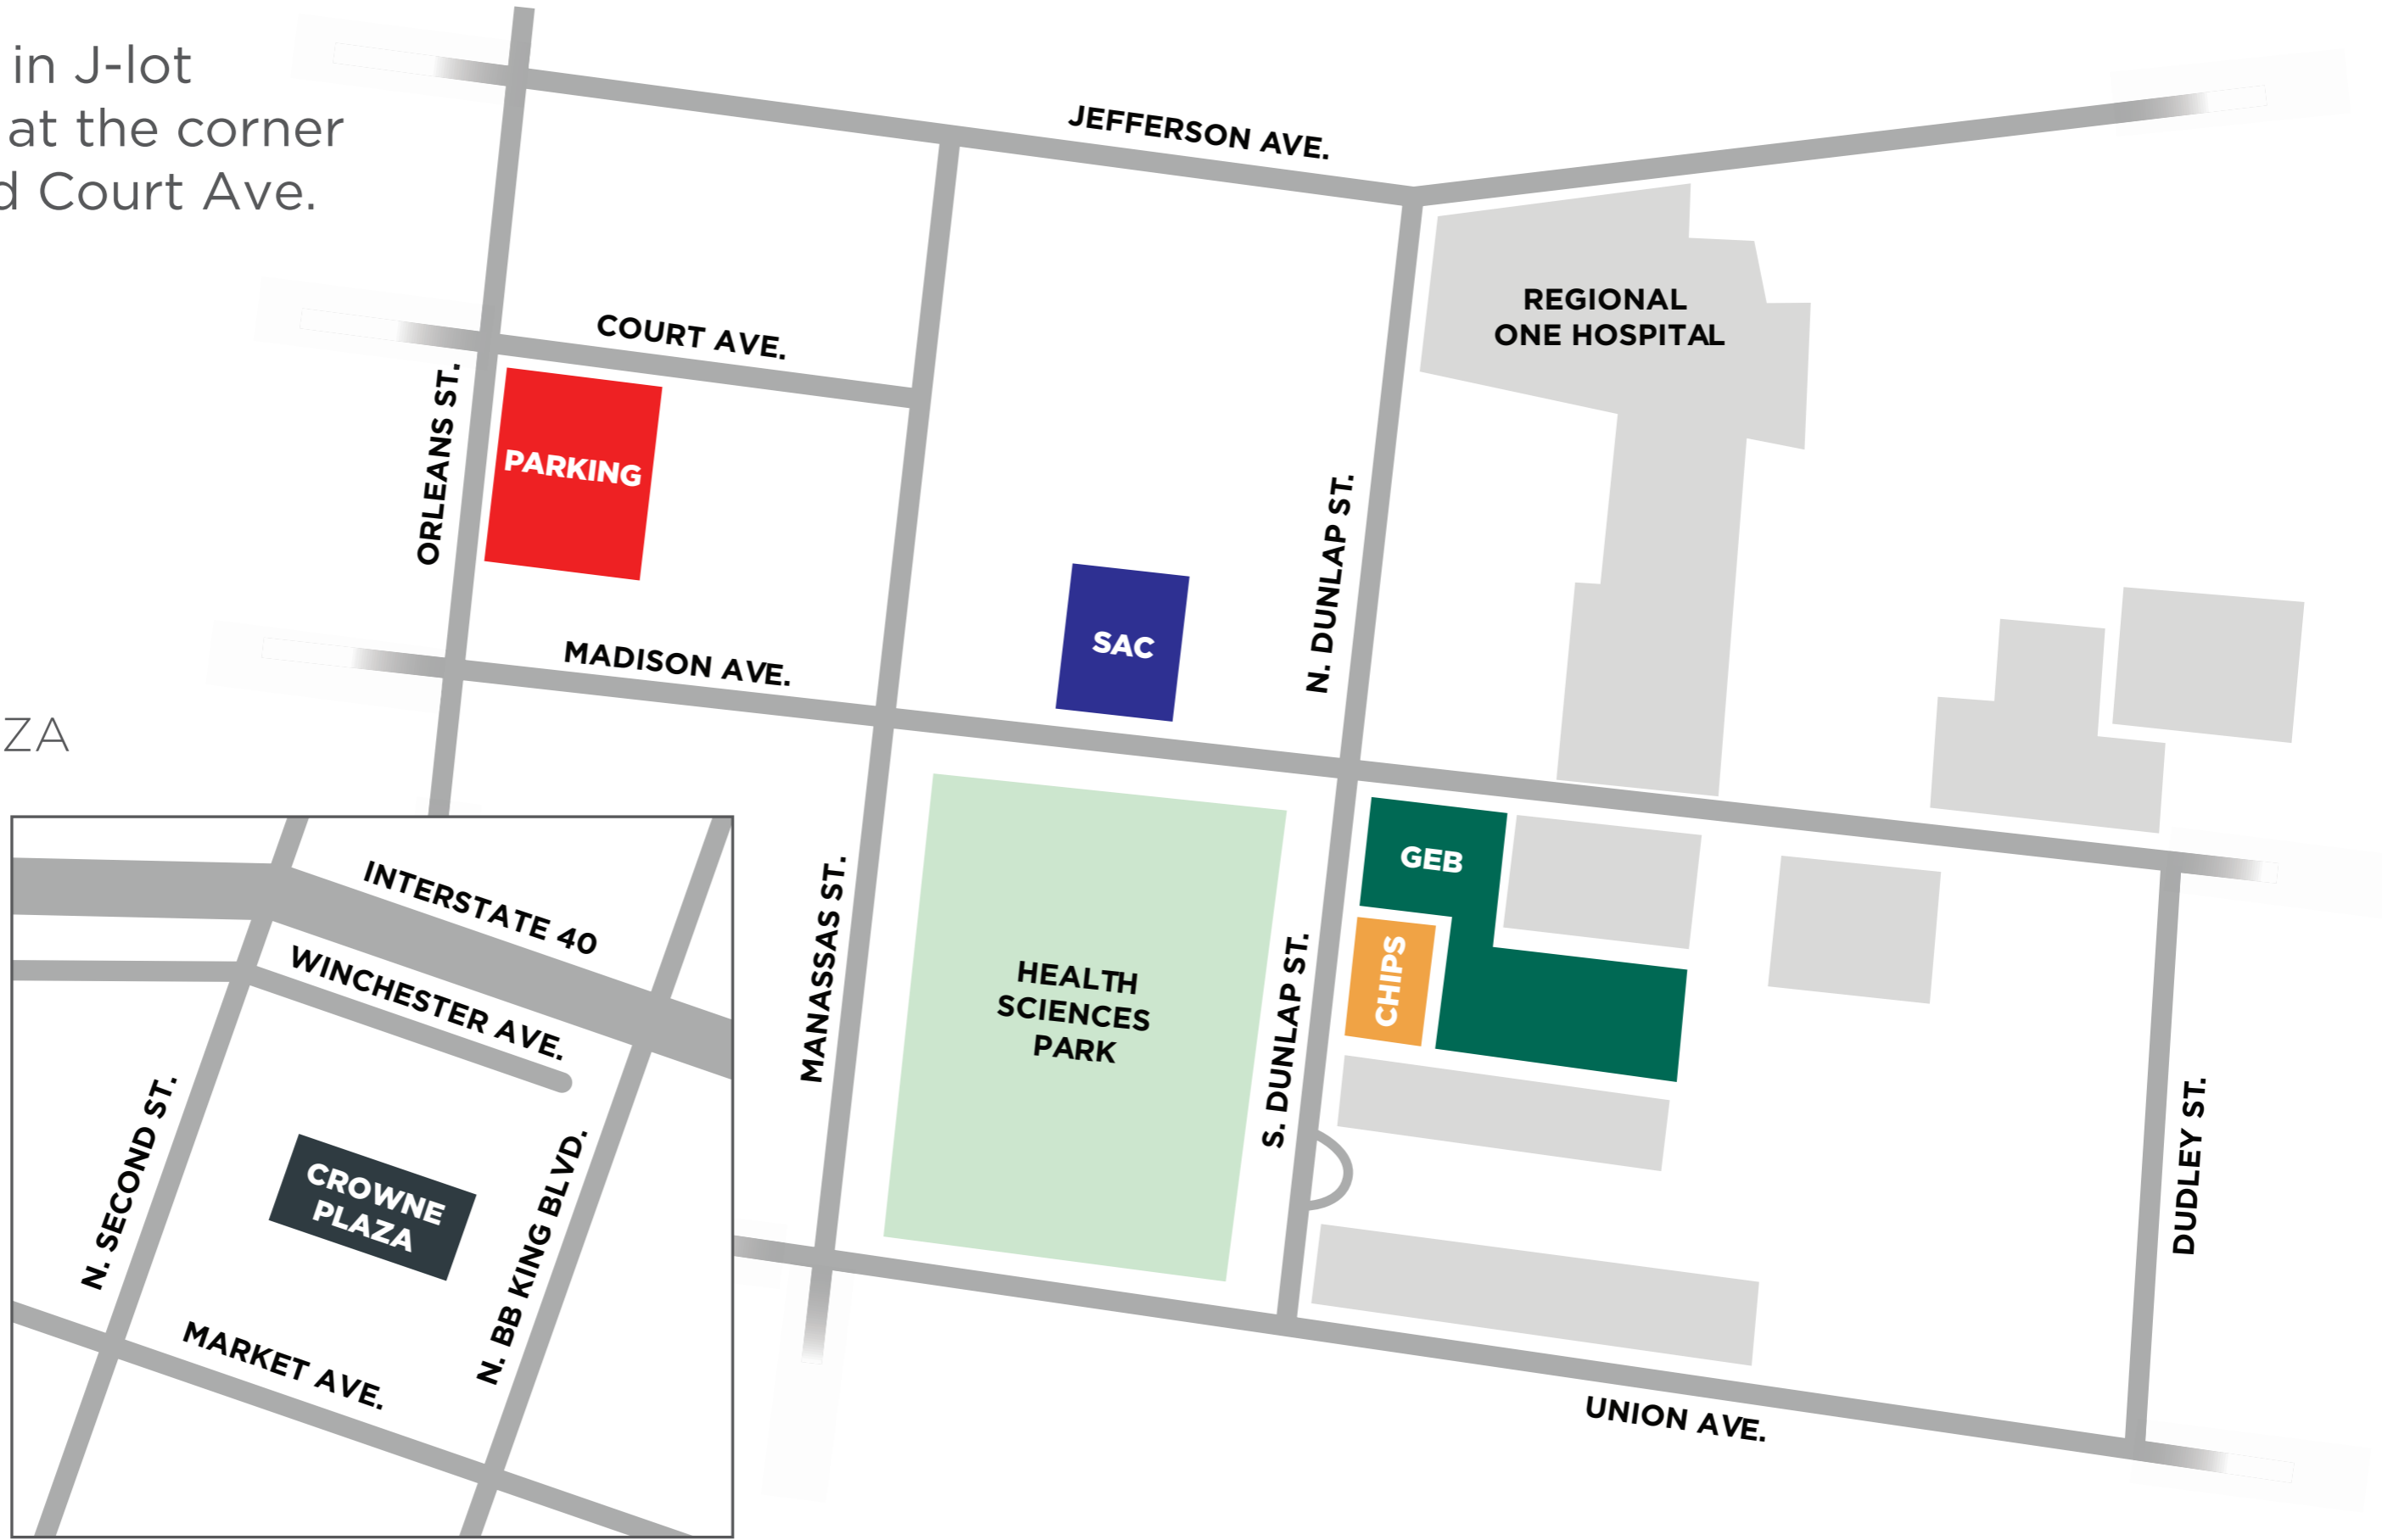 in J-lot
at the corner
d Court Ave.
JEFFERSON AVE.
REGIONAL
ONE HOSPITAL
COURT AVE.
ORLEANS ST.
PARKING
N. DUNLAP ST.
SAC
MADISON AVE.
ZA
GEB
CHIPS
MANASSAS ST.
HEALTH
SCIENCES
PARK
S. DUNLAP ST.
DUDLEY ST.
UNION AVE.
INTERSTATE 40
WINCHESTER AVE.
N. SECOND ST.
CROWNE
PLAZA
N. BB KING BLVD.
MARKET AVE.